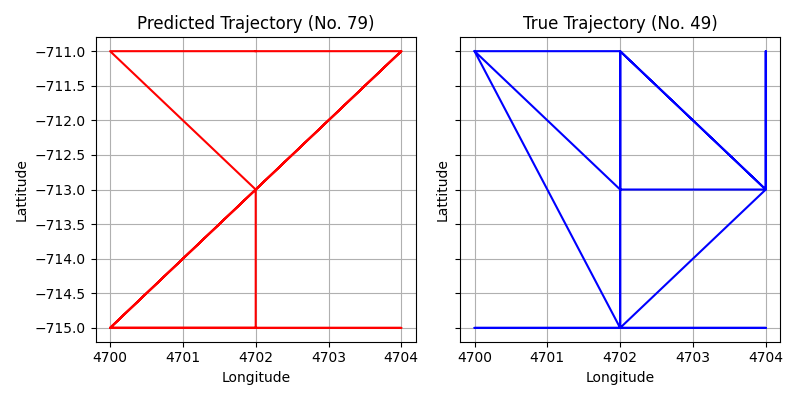 Predicted Trajectory (No. 79)
True Trajectory (No. 49)
Lattitude
−711.0
−711.5
−712.0
−712.5
−713.0
−713.5
−714.0
−714.5
−715.0
4700 4701 4702 4703 4704
Longitude
Lattitude
4700 4701 4702 4703 4704
Longitude